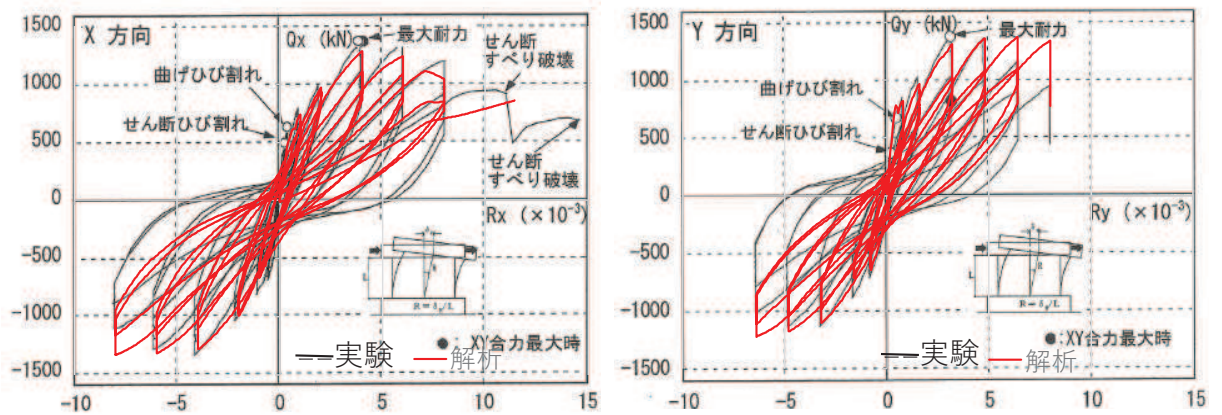 X 方向
Qx (kN)
最大耐力
せん断
すべり破壊
曲げひび割れ
せん断ひび割れ
せん断
すべり破壊
Rx (×10⁻³)
R=δ
/L
L
●:XY合力最大時
実験
解析
1500
1000
500
0
-500
-1000
-1500
-10
-5
0
5
10
15
Y 方向
Qy (kN)
最大耐力
曲げひび割れ
せん断ひび割れ
Ry (×10⁻³)
L
R=δ
/L
●:XY合力最大時
実験
解析
1500
1000
500
0
-500
-1000
-1500
-10
-5
0
5
10
15